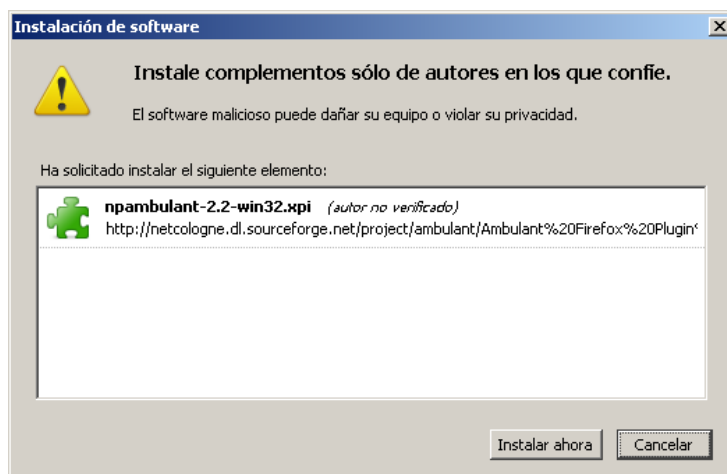 Instalación de software
Instale complementos sólo de autores en los que confíe.
El software malicioso puede dañar su equipo o violar su privacidad.
Ha solicitado instalar el siguiente elemento:
npambulant-2.2-win32.xpi (autor no verificado)
http://netcologne.dl.sourceforge.net/project/ambulant/Ambulant%20Firefox%20Plugin%
Instalar ahora Cancelar